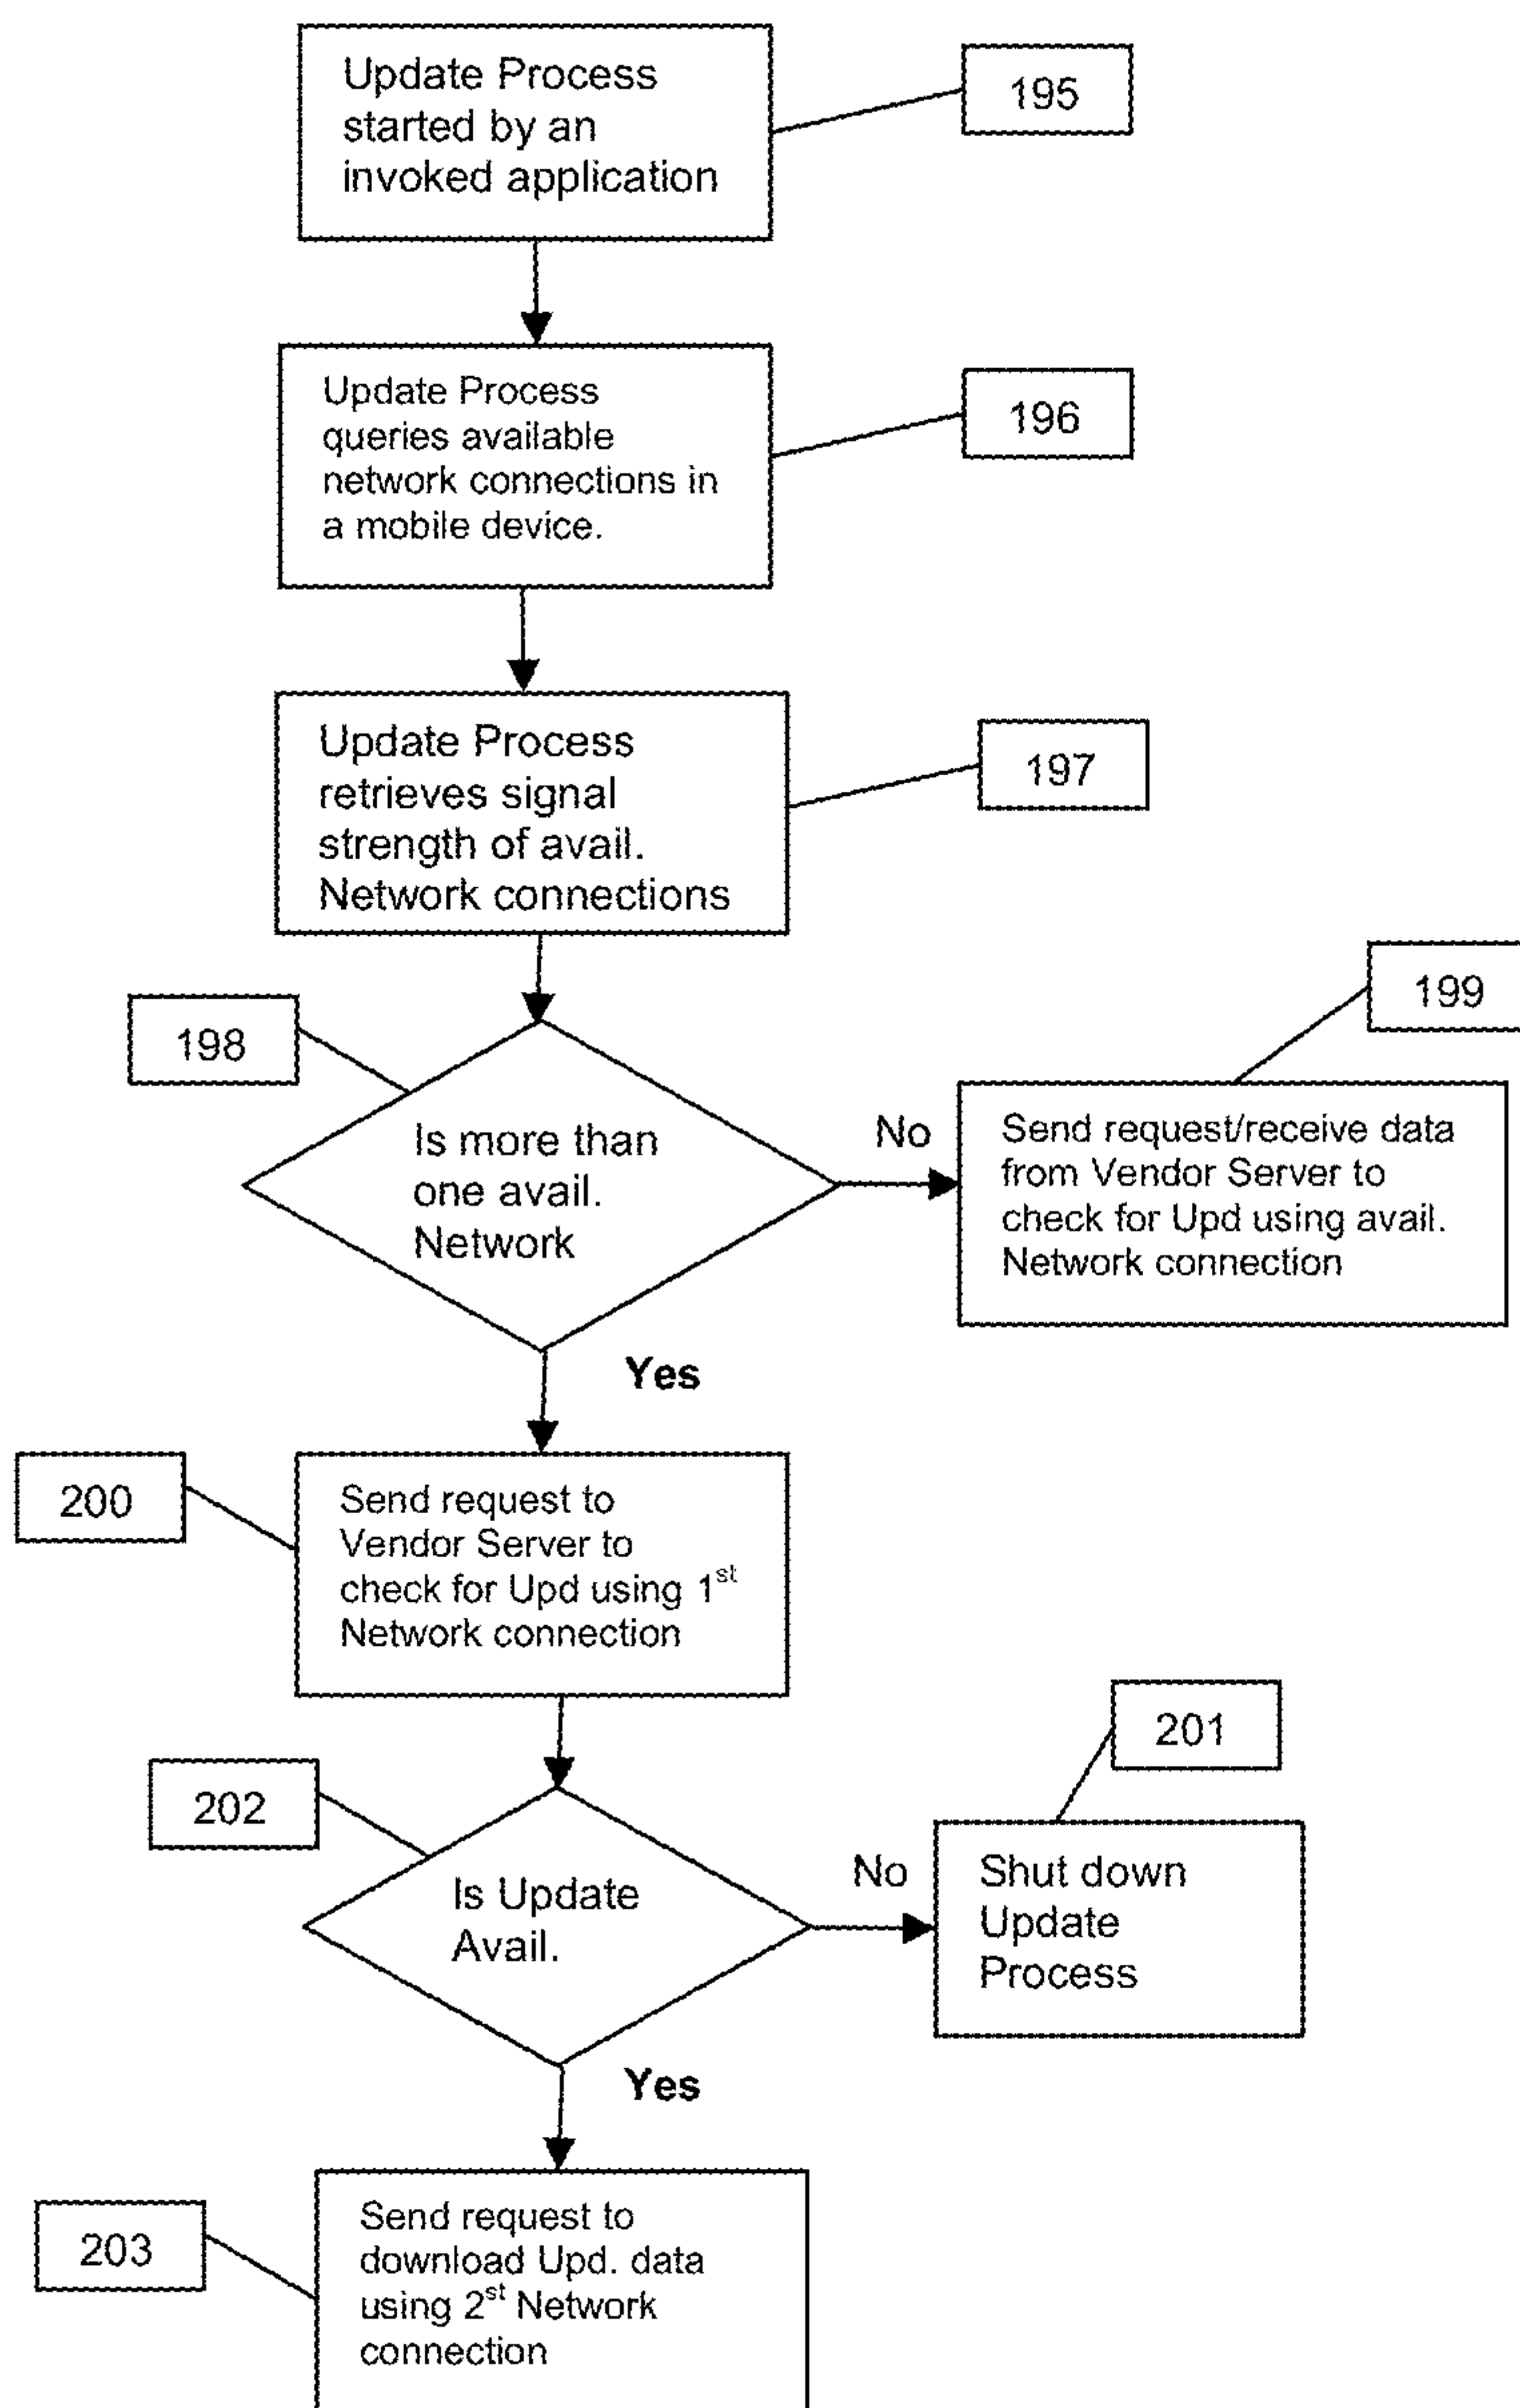 Update Process
started by an
invoked application
195
Update Process
queries available
network connections in
a mobile device.
196
Update Process
retrieves signal
strength of avail.
Network connections
197
198
Is more than
one avail.
Network
No
199
Send request/receive data
from Vendor Server to
check for Upd using avail.
Network connection
Yes
200
Send request to
Vendor Server to
check for Upd using 1st
Network connection
202
Is Update
Avail.
No
201
Shut down
Update
Process
Yes
203
Send request to
download Upd. data
using 2st Network
connection